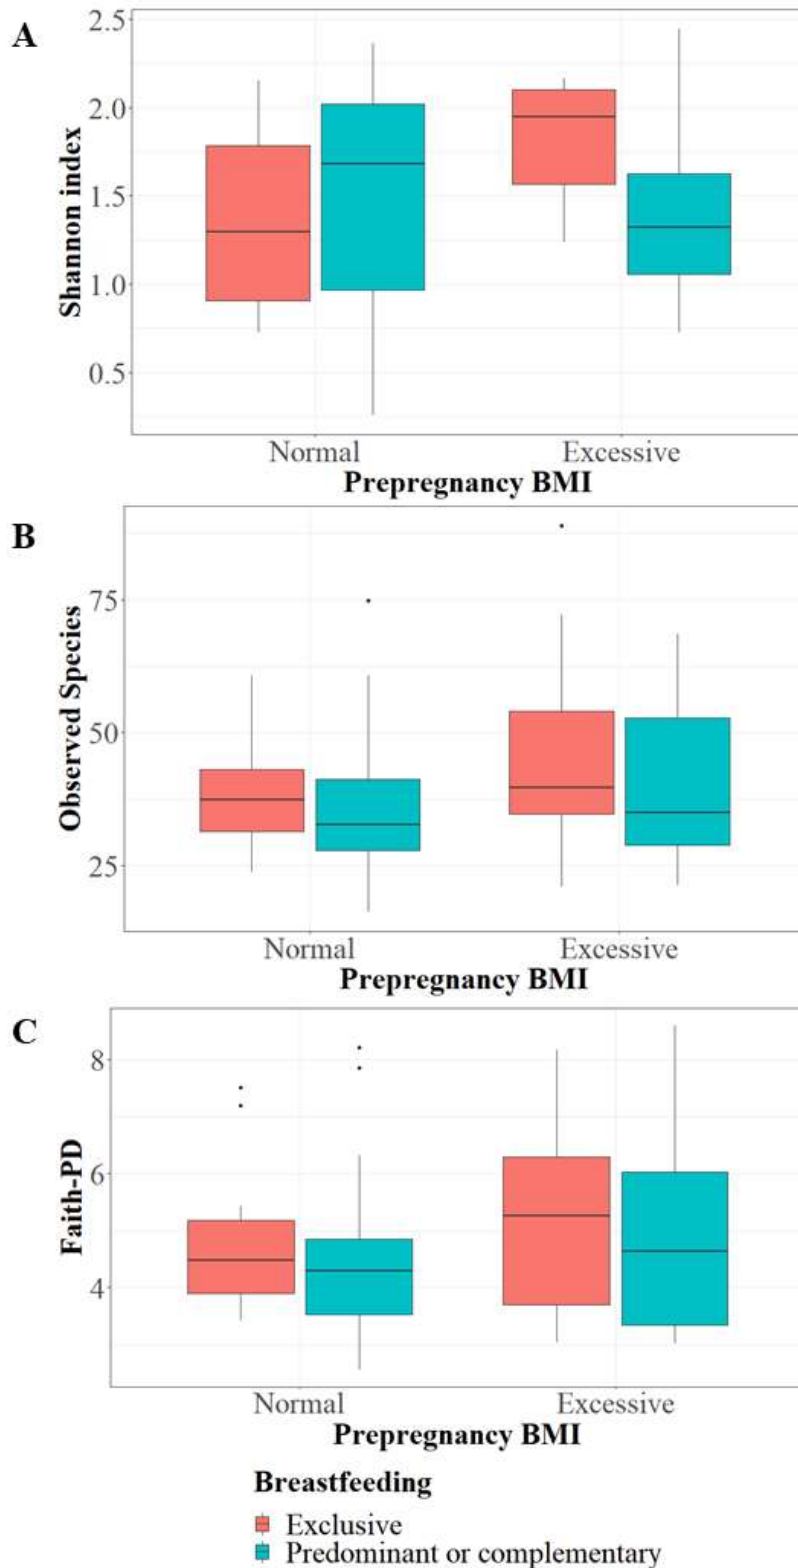 A
Shannon index
2.5
2.0
1.5
1.0
0.5
Normal
Excessive
Prepregnancy BMI
B
Observed Species
75
50
25
Normal
Excessive
Prepregnancy BMI
C
Faith-PD
8
6
4
Normal
Excessive
Prepregnancy BMI
Breastfeeding
Exclusive
Predominant or complementary